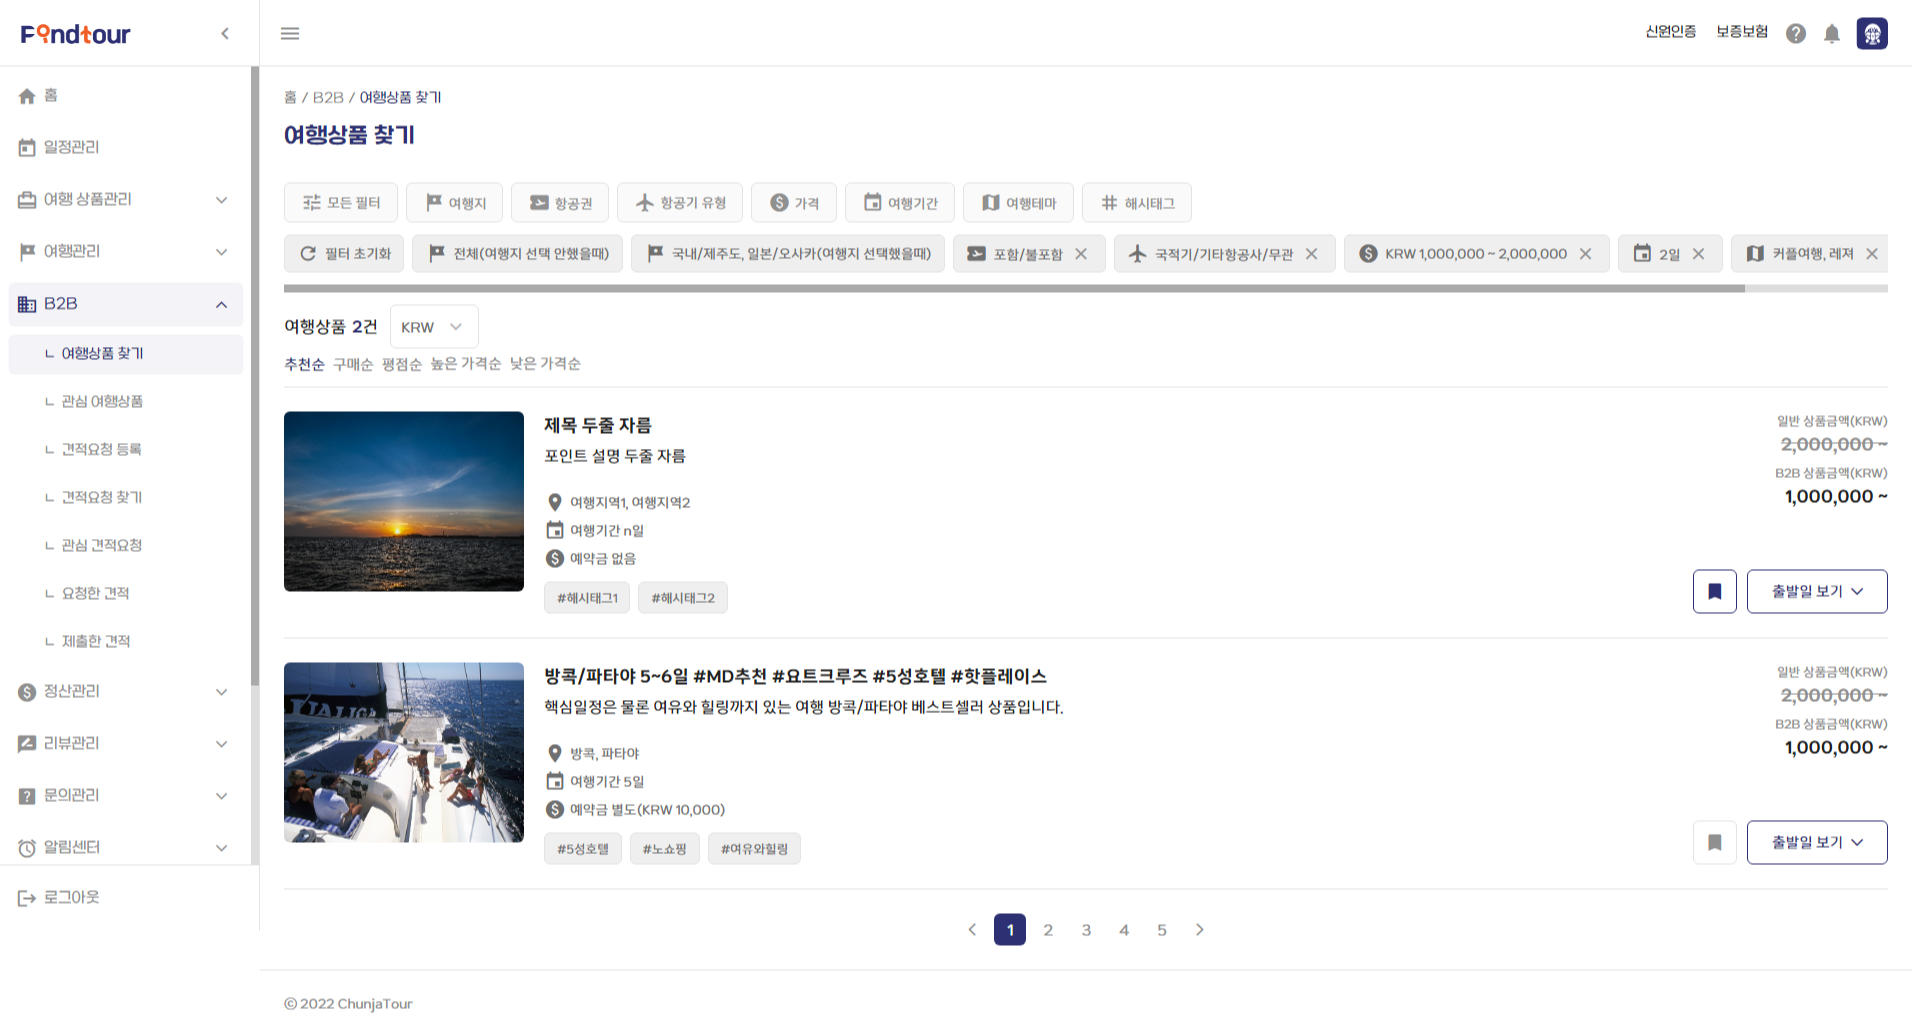 Findtour
신원인증
보증보험
홈
일정관리
여행 상품관리
여행관리
B2B
ㄴ 여행상품 찾기
ㄴ 관심 여행상품
ㄴ 견적요청 등록
ㄴ 견적요청 찾기
ㄴ 관심 견적요청
ㄴ 요청한 견적
ㄴ 제출한 견적
정산관리
리뷰관리
문의관리
알림센터
로그아웃
홈 / B2B / 여행상품 찾기
여행상품 찾기
모든 필터
여행지
항공권
항공기 유형
가격
여행기간
여행테마
해시태그
필터 초기화
전체(여행지 선택 안했을때)
국내/제주도, 일본/오사카(여행지 선택했을때)
포함/불포함
국적기/기타항공사/무관
KRW 1,000,000 ~ 2,000,000
2일
커플여행, 레져
여행상품 2건
KRW
추천순 구매순 평점순 높은 가격순 낮은 가격순
제목 두줄 자름
포인트 설명 두줄 자름
여행지역1, 여행지역2
여행기간 n일
예약금 없음
#해시태그1
#해시태그2
일반 상품금액(KRW)
2,000,000 ~
B2B 상품금액(KRW)
1,000,000 ~
출발일 보기
방콕/파타야 5~6일 #MD추천 #요트크루즈 #5성호텔 #핫플레이스
핵심일정은 물론 여유와 힐링까지 있는 여행 방콕/파타야 베스트셀러 상품입니다.
방콕, 파타야
여행기간 5일
예약금 별도(KRW 10,000)
#5성호텔
#노쇼핑
#여유와힐링
일반 상품금액(KRW)
2,000,000 ~
B2B 상품금액(KRW)
1,000,000 ~
출발일 보기
1 2 3 4 5
© 2022 ChunjaTour